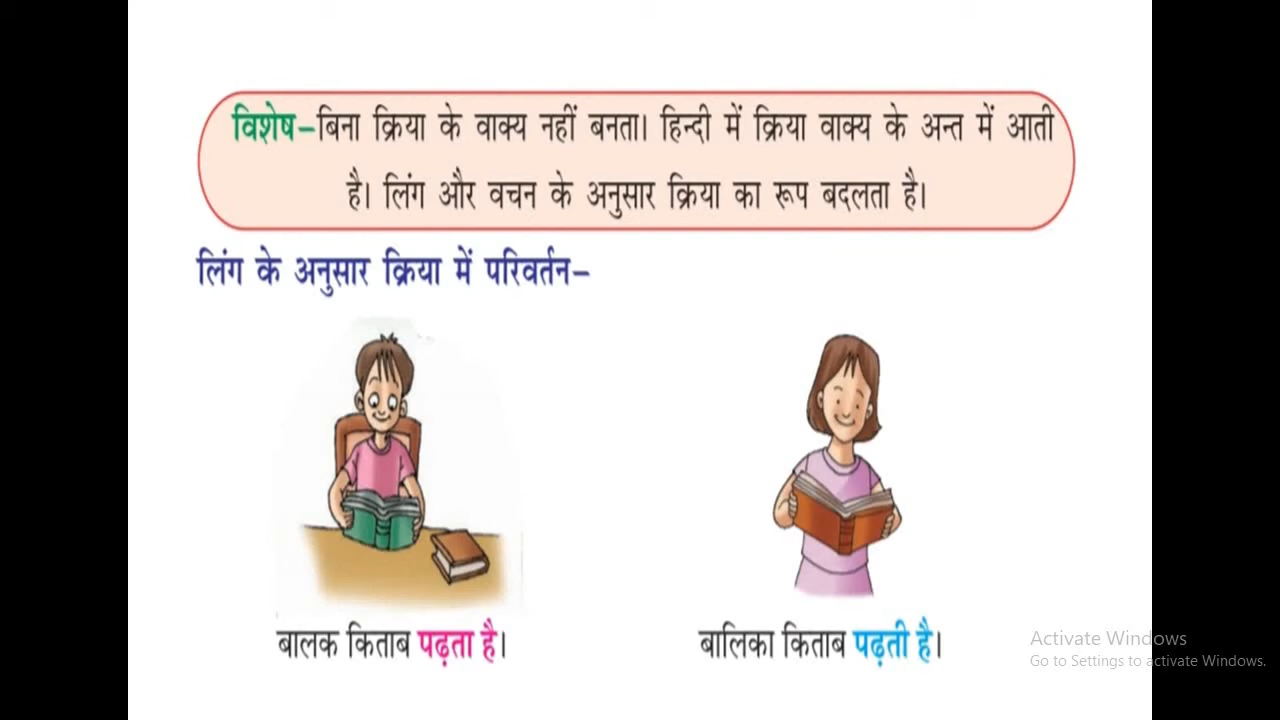 विशेष–बिना क्रिया के वाक्य नहीं बनता। हिन्दी में क्रिया वाक्य के अन्त में आती
है। लिंग और वचन के अनुसार क्रिया का रूप बदलता है।
लिंग के अनुसार क्रिया में परिवर्तन–
बालक किताब पढ़ता है।
बालिका किताब पढ़ती है।
Activate Windows
Go to Settings to activate Windows.